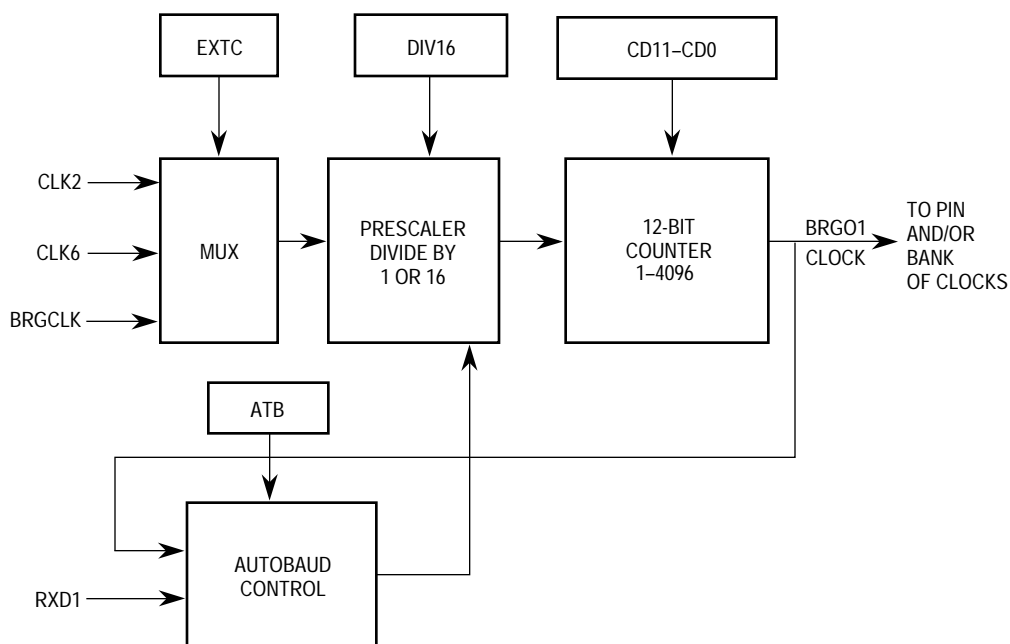 EXTC
DIV16
CD11–CD0
CLK2
CLK6
BRGCLK
MUX
PRESCALER
DIVIDE BY
1 OR 16
12-BIT
COUNTER
1–4096
BRGO1
CLOCK
TO PIN
AND/OR
BANK
OF CLOCKS
ATB
AUTOBAUD
CONTROL
RXD1